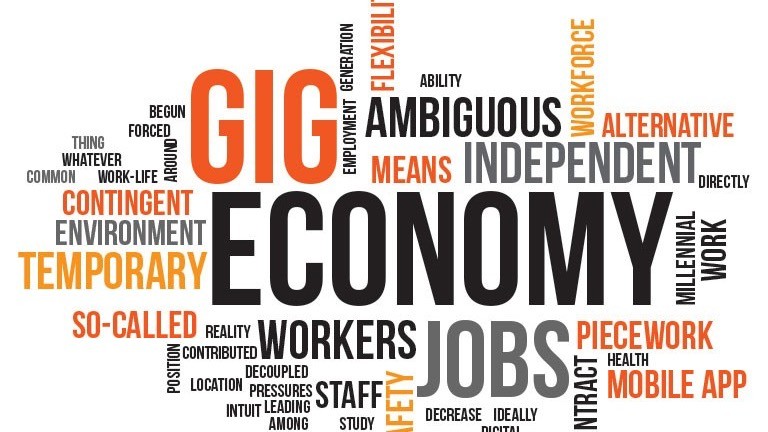 GENERATION
FLEXIBILI
ABILITY
WORKFORCE
BEGUN
GIG
EMPLOYMENT
AMBIGUOUS
ALTERNATIVE
FORCED
THING
AROUND
WHATEVER
MEANS
INDEPENDENT
COMMON
WORK-LIFE
DIRECTLY
CONTINGENT
ECONOMY
MILLENNIAL
WORK
ENVIRONMENT
TEMPORARY
SO-CALLED
REALITY
WORKERS
JOBS
PIECEWORK
POSITION
CONTRIBUTED
HEALTH
DECOUPLED
NTRACT
MOBILE APP
LOCATION
PRESSURES
STAFF
AFETY
INTUIT
LEADING
DECREASE
IDEALLY
AMONG
STUDY
DIGITAL